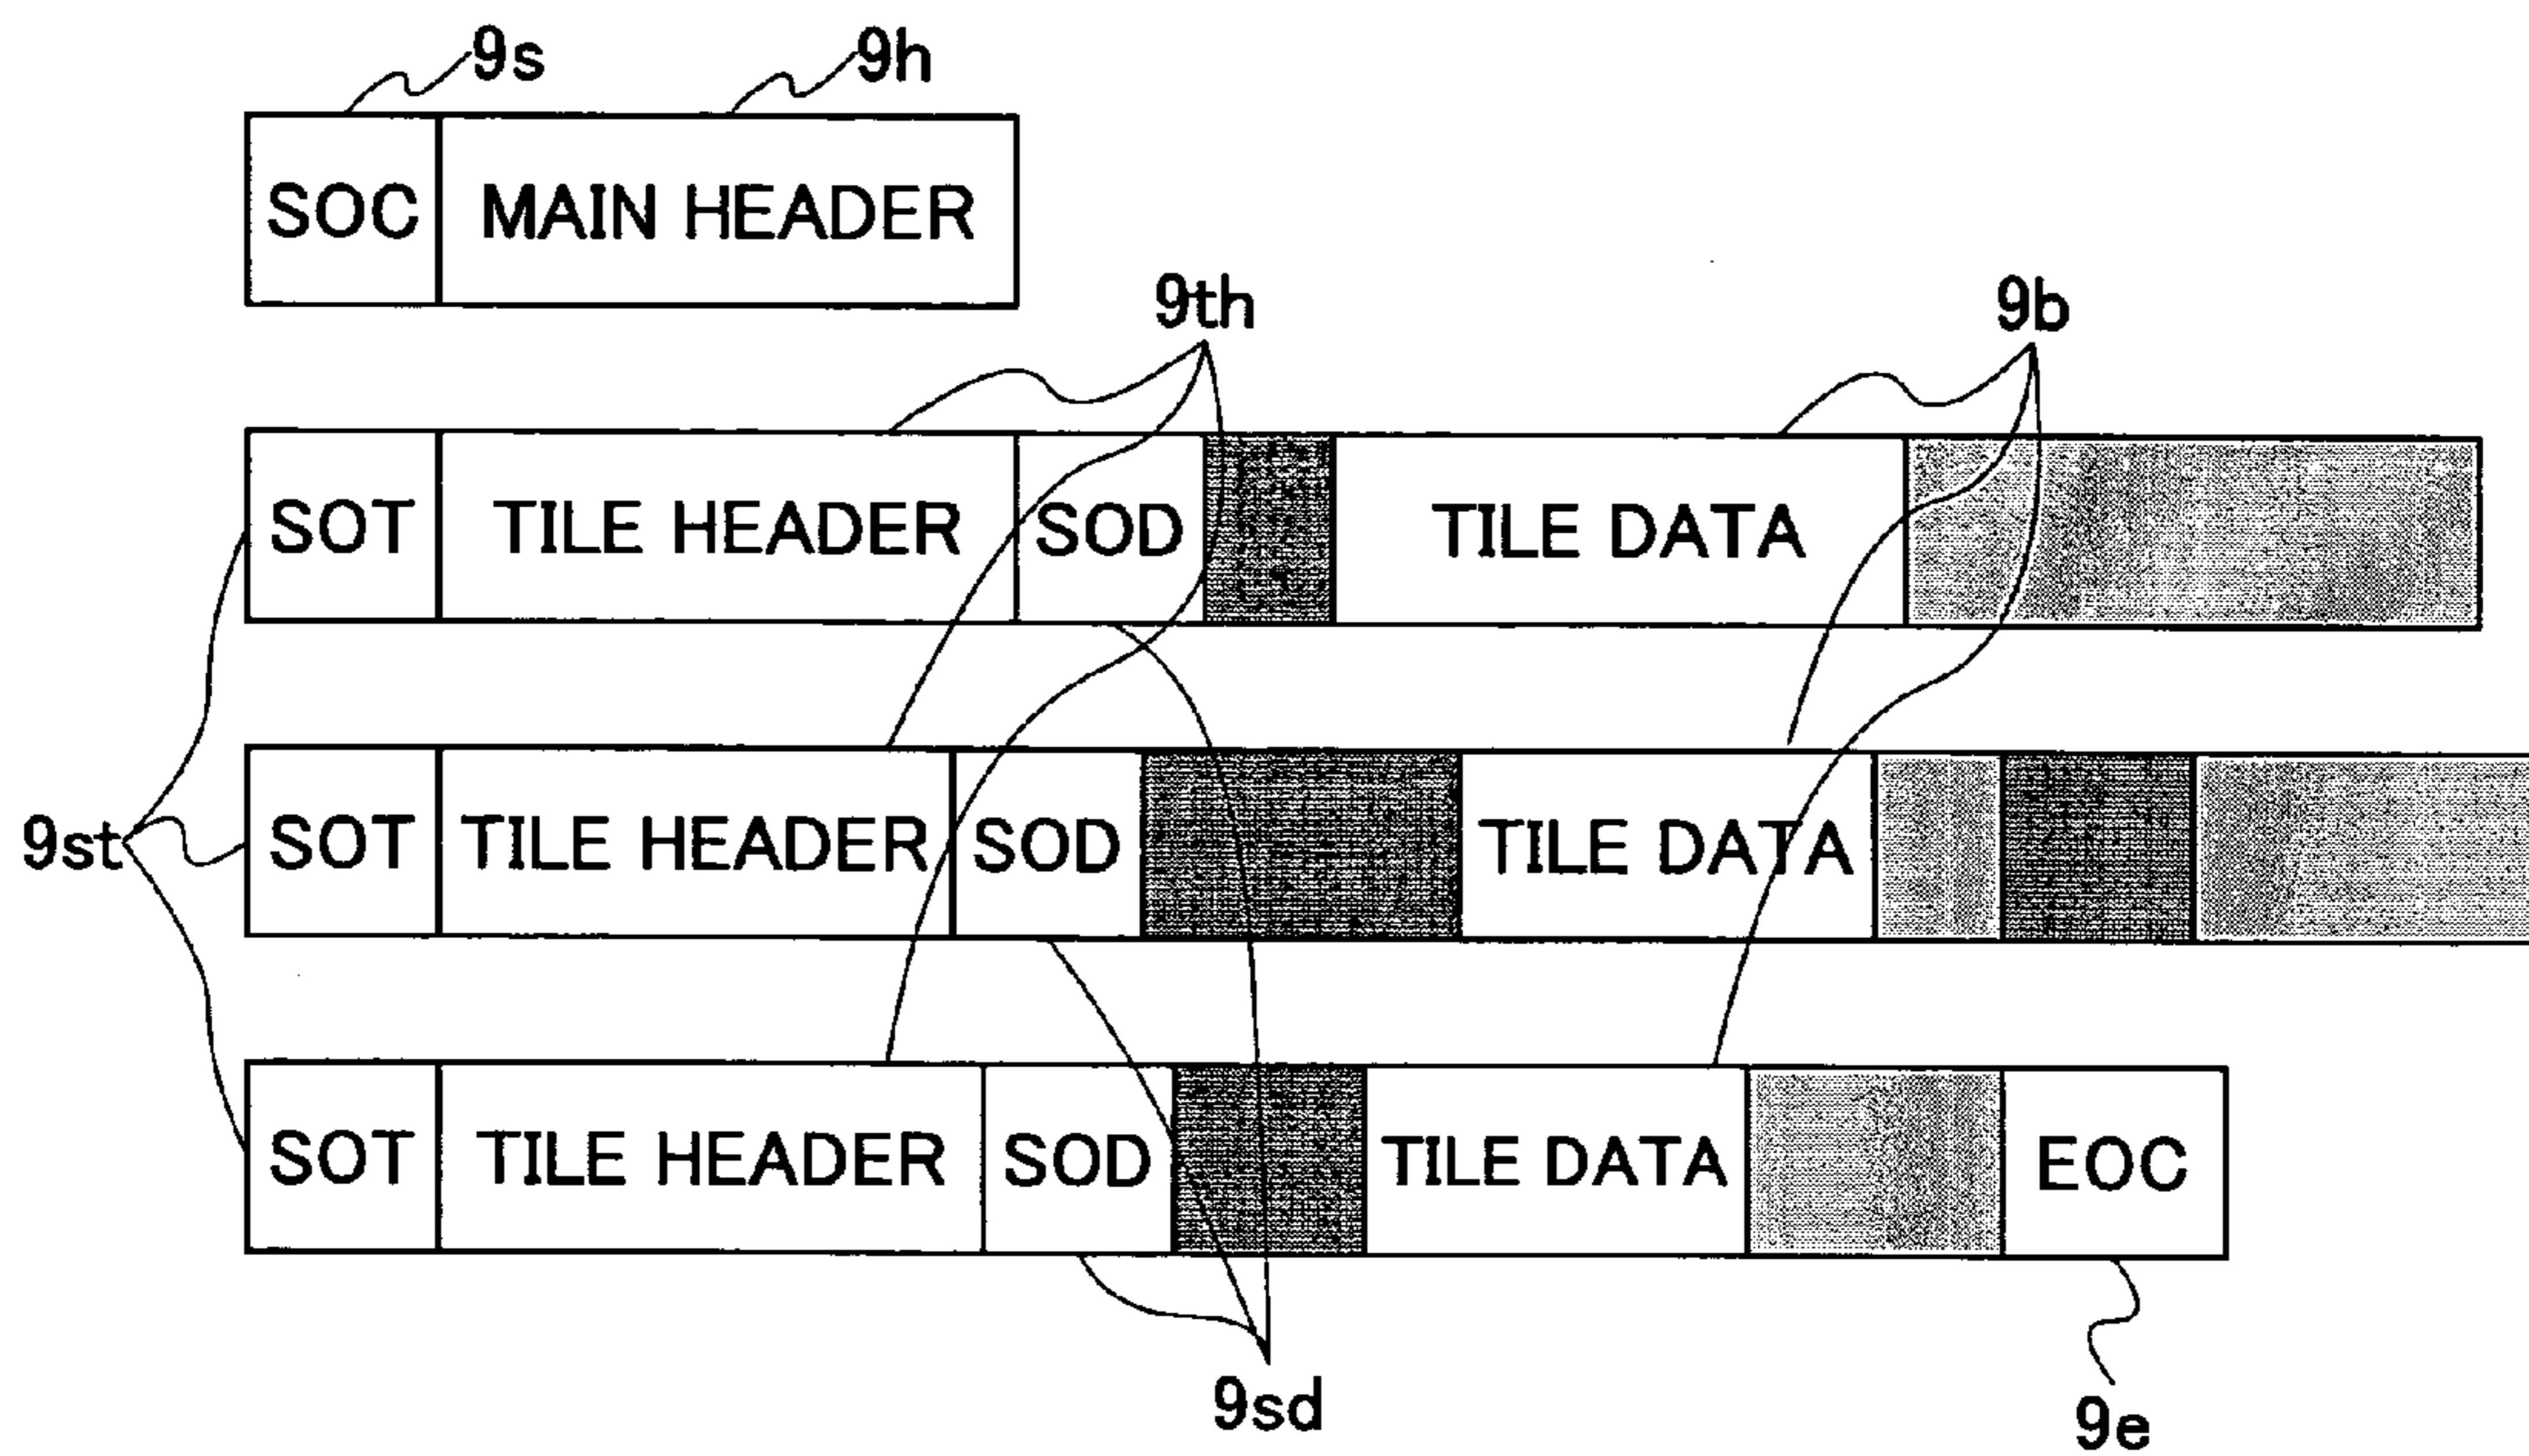 9s 9h
SOC MAIN HEADER
9th 9b
SOT TILE HEADER SOD TILE DATA
9st SOT TILE HEADER SOD TILE DATA
SOT TILE HEADER SOD TILE DATA EOC
9sd 9e